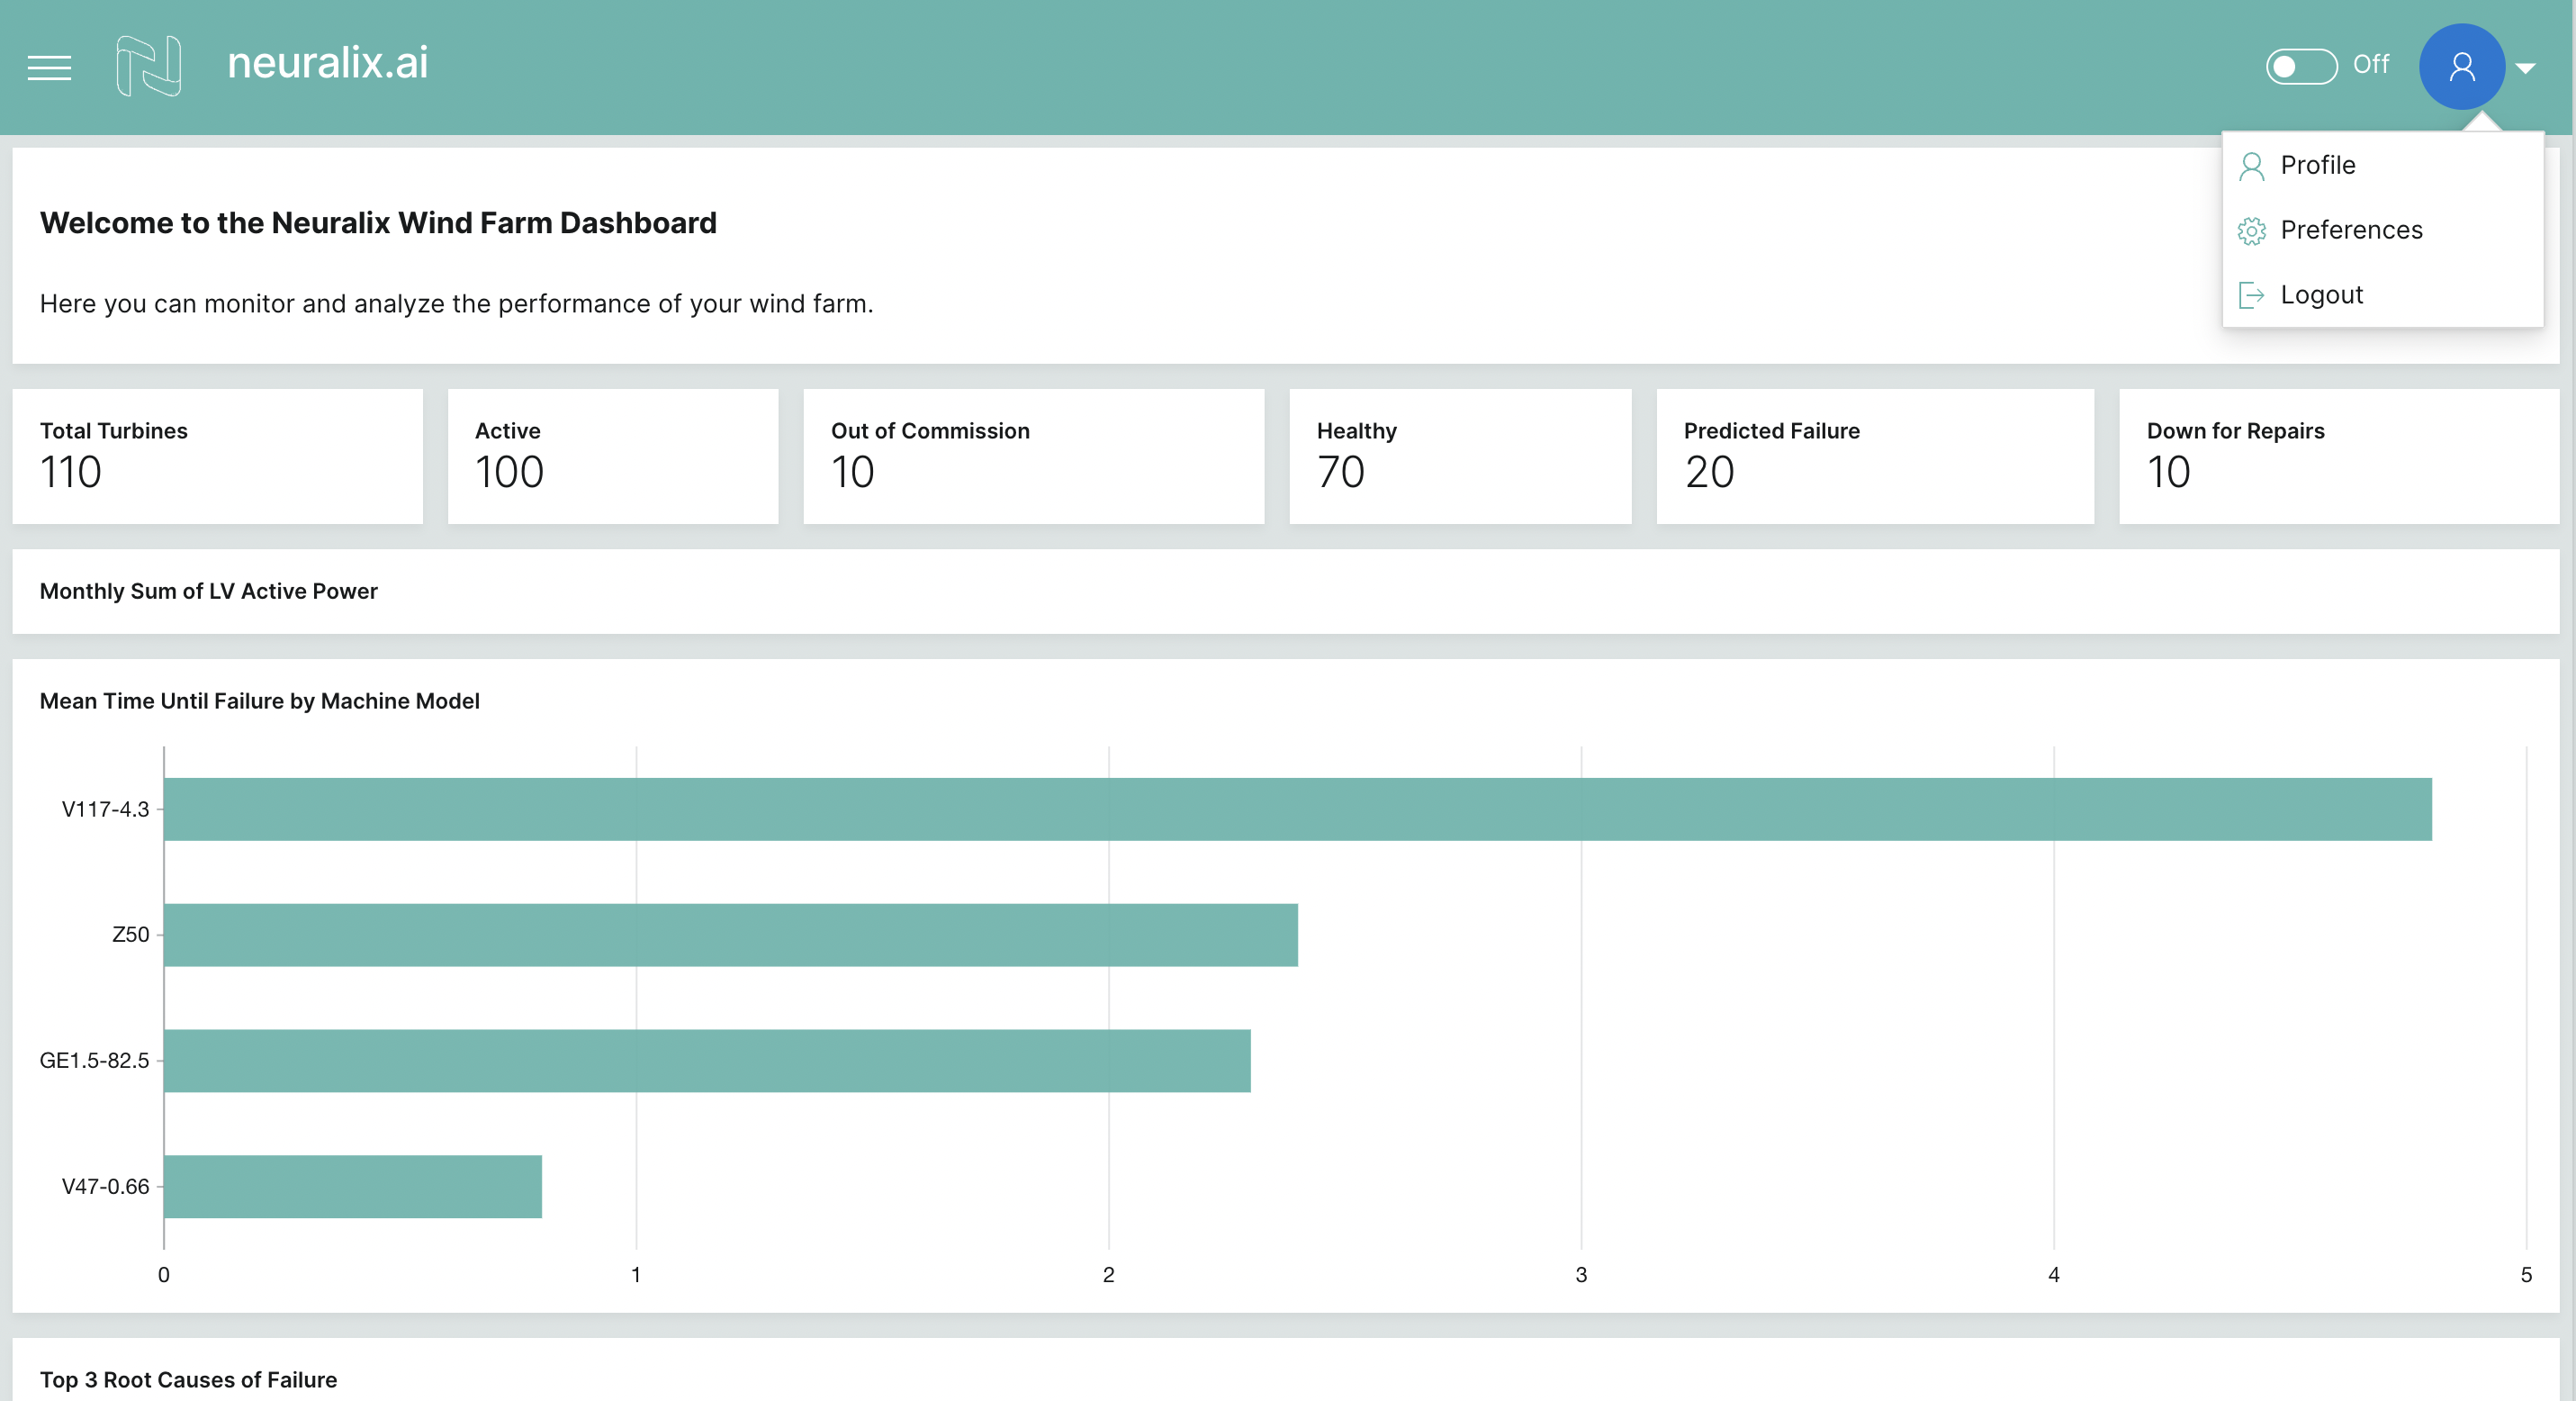 neuralix.ai
Off
Profile
Preferences
Logout
Welcome to the Neuralix Wind Farm Dashboard
Here you can monitor and analyze the performance of your wind farm.
Total Turbines
110
Active
100
Out of Commission
10
Healthy
70
Predicted Failure
20
Down for Repairs
10
Monthly Sum of LV Active Power
Mean Time Until Failure by Machine Model
V117-4.3
Z50
GE1.5-82.5
V47-0.66
0 1 2 3 4 5
Top 3 Root Causes of Failure